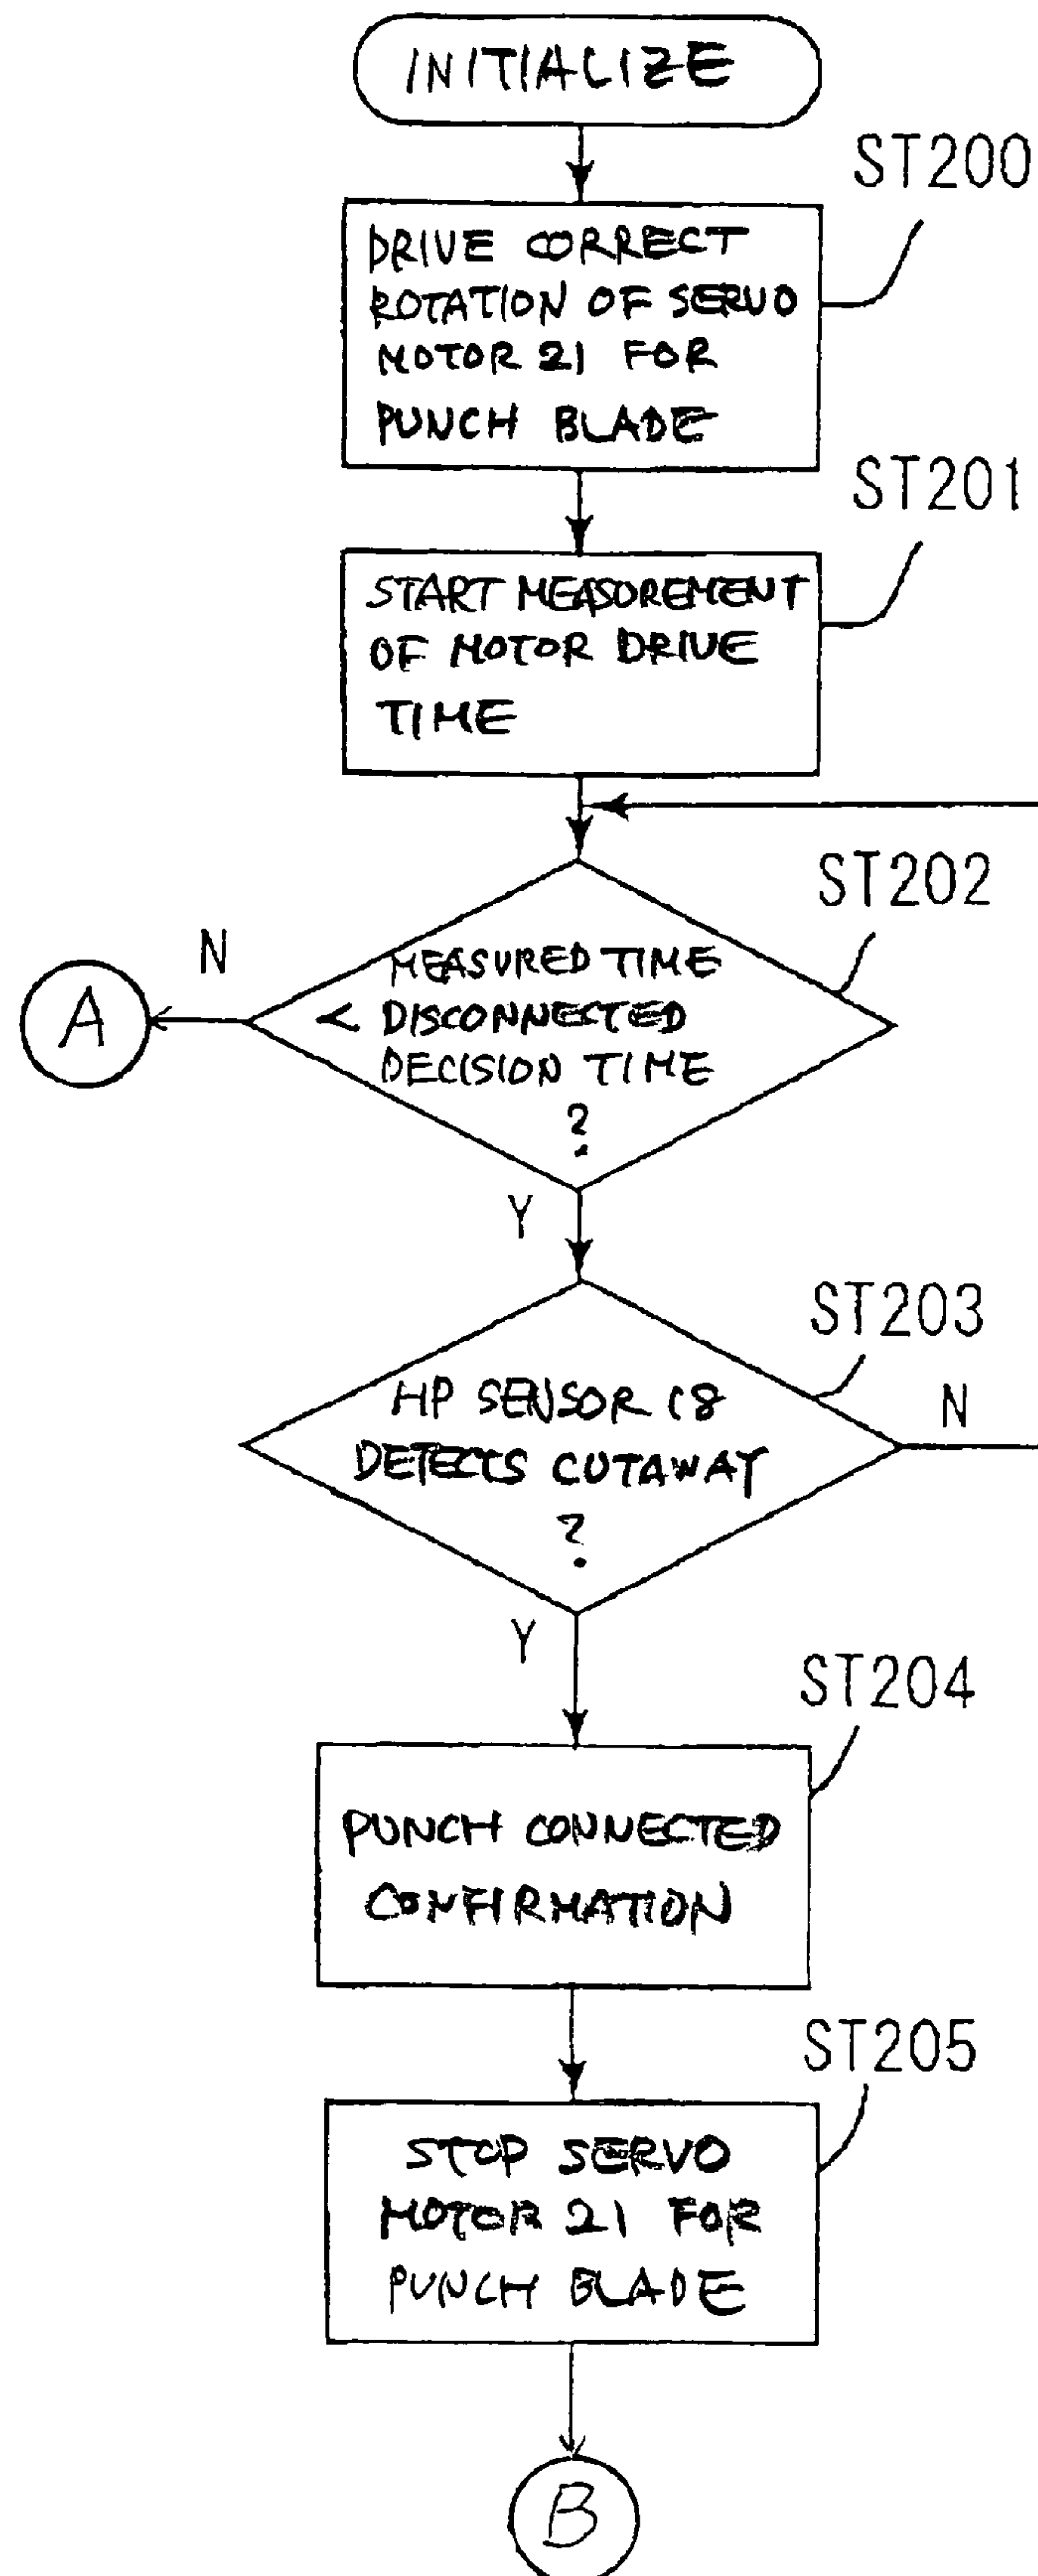 INITIALIZE
ST200
DRIVE CORRECT
ROTATION OF SERVO
MOTOR 21 FOR
PUNCH BLADE
ST201
START MEASOREMENT
OF MOTOR DRIVE
TIME
ST202
N
MEASURED TIME
< DISCONNECTED
DECISION TIME
?
A
Y
ST203
HP SENSOR 18
DETECTS CUTAWAY
?
N
Y
ST204
PUNCH CONNECTED
CONFIRMATION
ST205
STOP SERVO
MOTOR 21 FOR
PUNCH BLADE
B